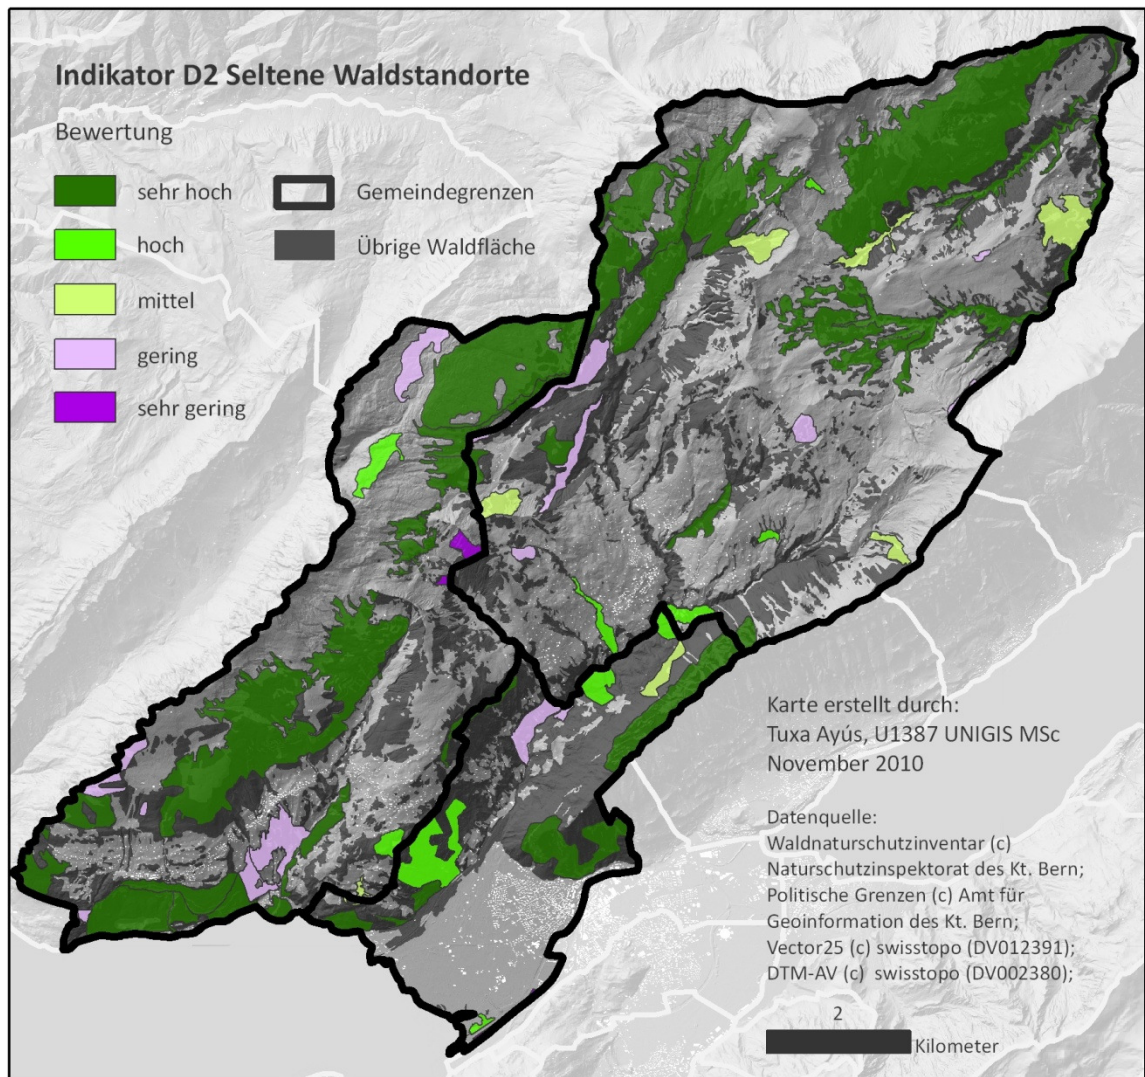 Indikator D2 Seltene Waldstandorte
Bewertung
sehr hoch
hoch
mittel
gering
sehr gering
Gemeindegrenzen
Übrige Waldfläche
Karte erstellt durch:
Tuxa Ayús, U1387 UNIGIS MSc
November 2010
Datenquelle:
Waldnaturschutzinventar (c)
Naturschutzinspektorat des Kt. Bern;
Politische Grenzen (c) Amt für
Geoinformation des Kt. Bern;
Vector25 (c) swisstopo (DV012391);
DTM-AV (c) swisstopo (DV002380);
2
Kilometer